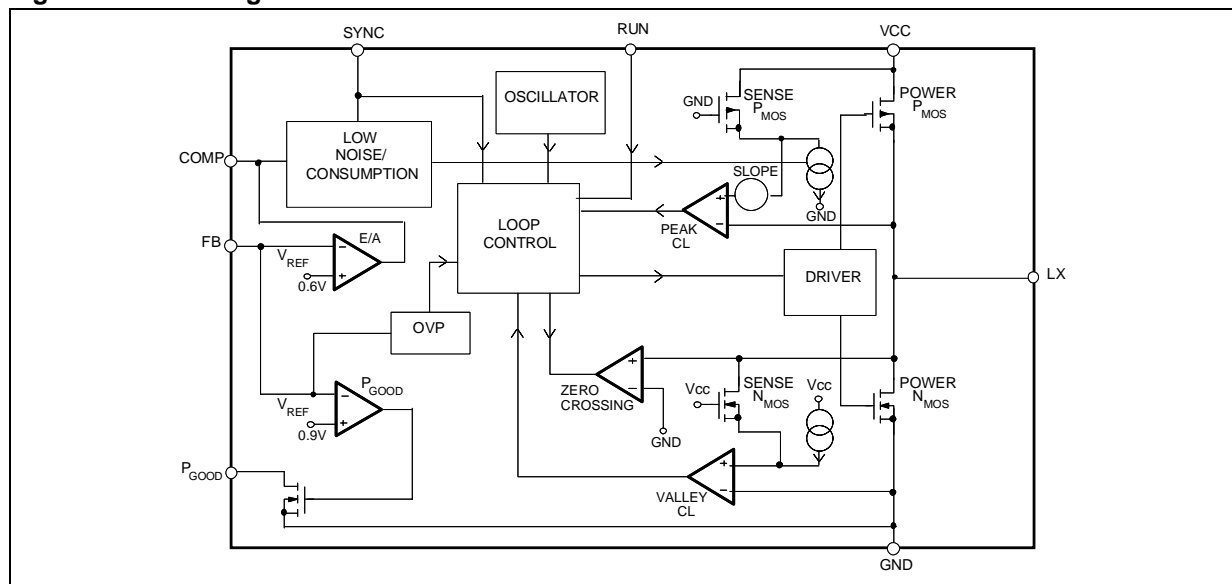 SYNC
RUN
VCC
OSCILLATOR
GND
SENSE
PMOS
POWER
PMOS
LOW
NOISE/
CONSUMPTION
COMP
SLOPE
GND
LOOP
CONTROL
PEAK
CL
FB
E/A
VREF
0.6V
DRIVER
LX
OVP
PGOOD
VREF
0.9V
ZERO
CROSSING
GND
Vcc
SENSE
NMOS
Vcc
POWER
NMOS
PGOOD
VALLEY
CL
GND